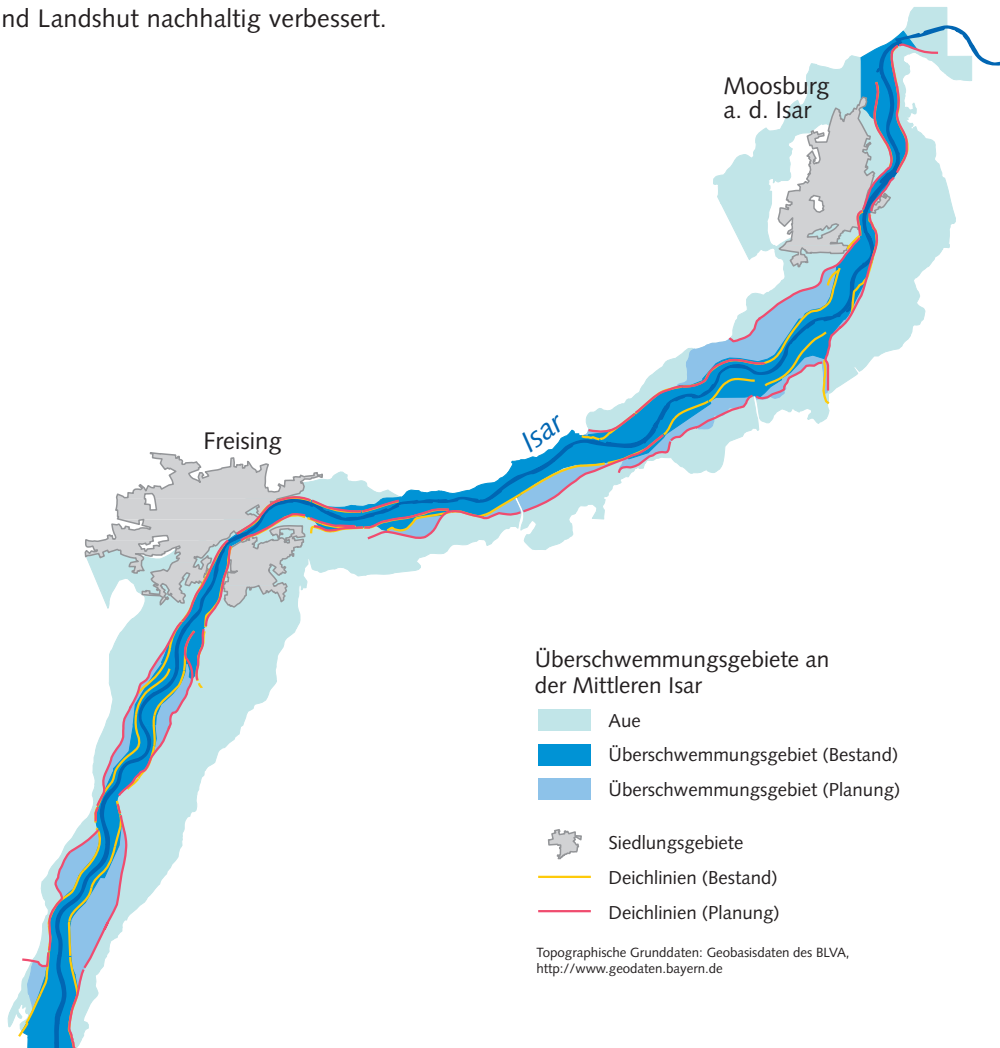 nd Landshut nachhaltig verbessert.
Moosburg
a. d. Isar
Isar
Freising
Überschwemmungsgebiete an
der Mittleren Isar
Aue
Überschwemmungsgebiet (Bestand)
Überschwemmungsgebiet (Planung)
Siedlungsgebiete
Deichlinien (Bestand)
Deichlinien (Planung)
Topographische Grunddaten: Geobasisdaten des BLVA,
http://www.geodaten.bayern.de